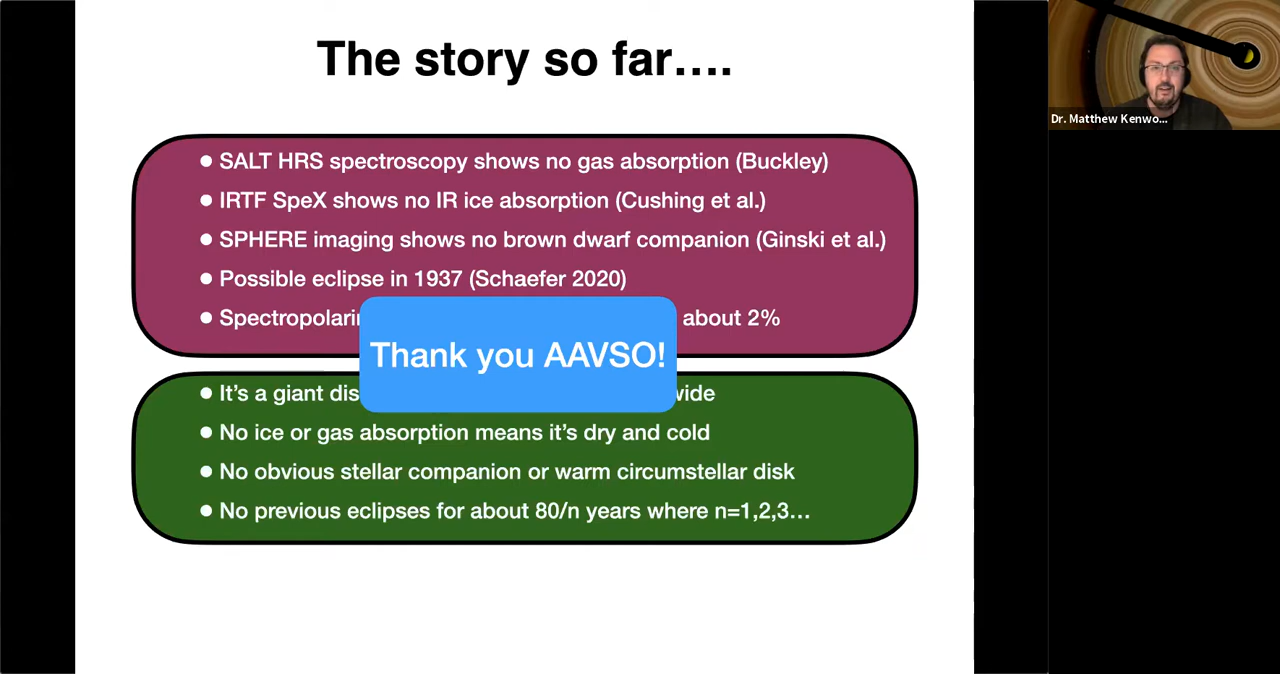 The story so far….
Dr. Matthew Kenwo...
● SALT HRS spectroscopy shows no gas absorption (Buckley)
● IRTF SpeX shows no IR ice absorption (Cushing et al.)
● SPHERE imaging shows no brown dwarf companion (Ginski et al.)
● Possible eclipse in 1937 (Schaefer 2020)
● about 2%
Thank you AAVSO!
● It’s a giant
● No ice or gas absorption means it’s dry and cold
● No obvious stellar companion or warm circumstellar disk
● No previous eclipses for about 80/n years where n=1,2,3…